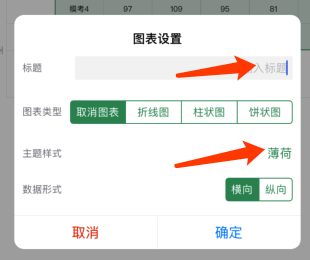 模考4 97 109 95 81
图表设置
标题 输入标题
图表类型 取消图表 折线图 柱状图 饼状图
主题样式 薄荷
数据形式 横向 纵向
取消 确定